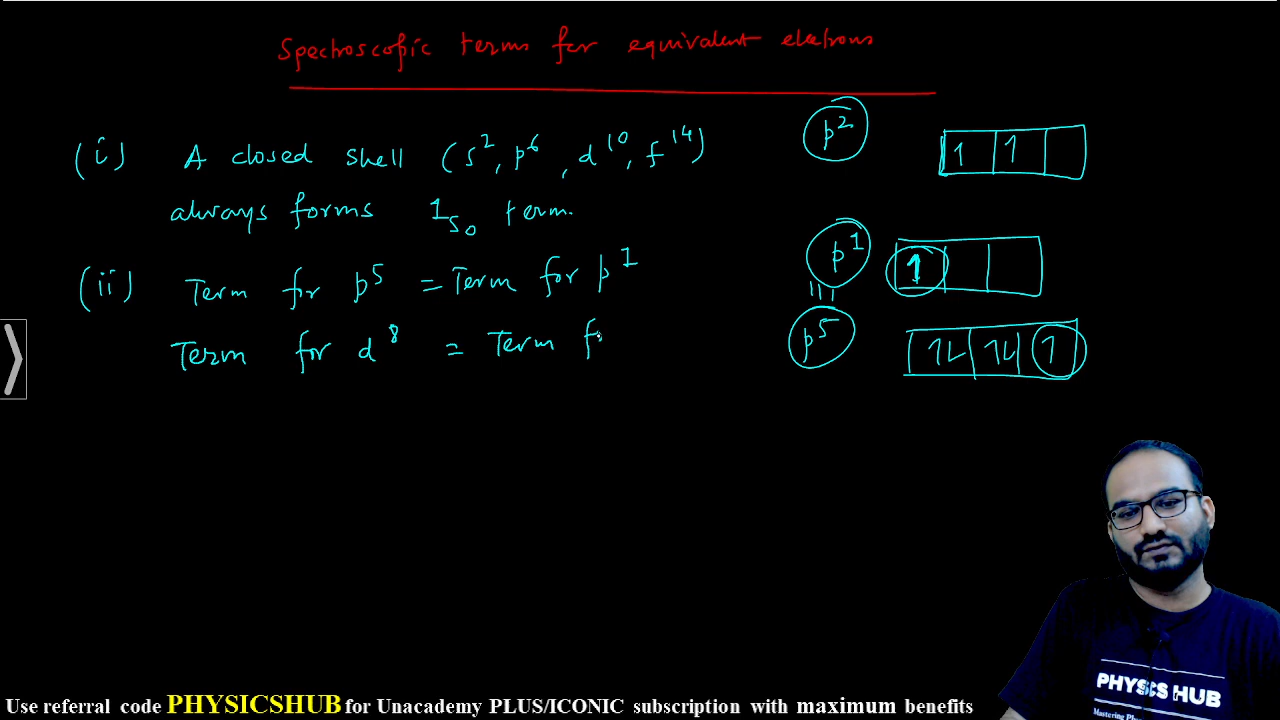 Spectroscopic terms for equivalent electrons
(i) A closed shell (s², p⁶, d¹⁰, f¹⁴)
always forms ¹S₀ term.
(ii) Term for p⁵ = Term for p¹
Term for d⁸ = Term f
p²
1 1
p¹
1
|||
p⁵
1L 1L 1
PHYSICS HUB
Use referral code PHYSICSHUB for Unacademy PLUS/ICONIC subscription with maximum benefits